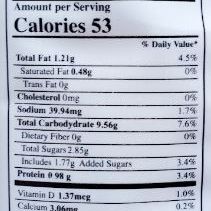 Amount per Serving
Calories 53
% Daily Value*
Total Fat 1.21g 4.5%
Saturated Fat 0.48g 0%
Trans Fat 0g
Cholesterol 0mg 0%
Sodium 39.94mg 1.7%
Total Carbodydrate 9.56g 7.6%
Dietary Fiber 0g 0%
Total Sugars 2.85g
Includes 1.77g Added Sugars 3.4%
Protein 0 98 g 3.4%
Vitamin D 1.37mcg 1.0%
Calcium 3.06mg 0.2%